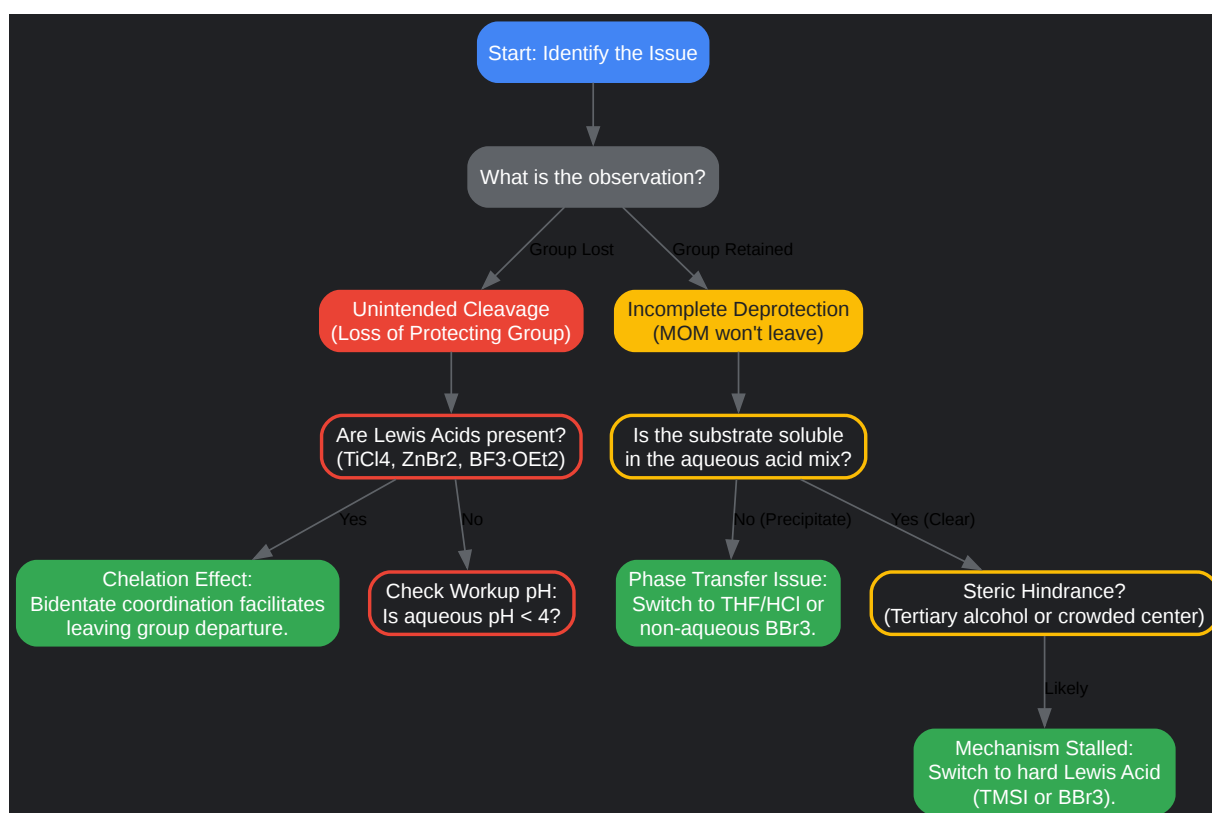 Start: Identify the Issue
What is the observation?
Group Lost
Group Retained
Unintended Cleavage
(Loss of Protecting Group)
Incomplete Deprotection
(MOM won't leave)
Are Lewis Acids present?
(TiCl4, ZnBr2, BF3·OEt2)
Is the substrate soluble
in the aqueous acid mix?
Yes
No
No (Precipitate)
Yes (Clear)
Chelation Effect:
Bidentate coordination facilitates
leaving group departure.
Check Workup pH:
Is aqueous pH < 4?
Phase Transfer Issue:
Switch to THF/HCl or
non-aqueous BBr3.
Steric Hindrance?
(Tertiary alcohol or crowded center)
Likely
Mechanism Stalled:
Switch to hard Lewis Acid
(TMSI or BBr3).